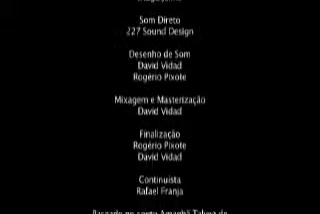 Som Direto
227 Sound Design
Desenho de Som
David Vidad
Rogério Pixote
Mixagem e Masterização
David Vidad
Finalização
Rogério Pixote
David Vidad
Continuista
Rafael Franja